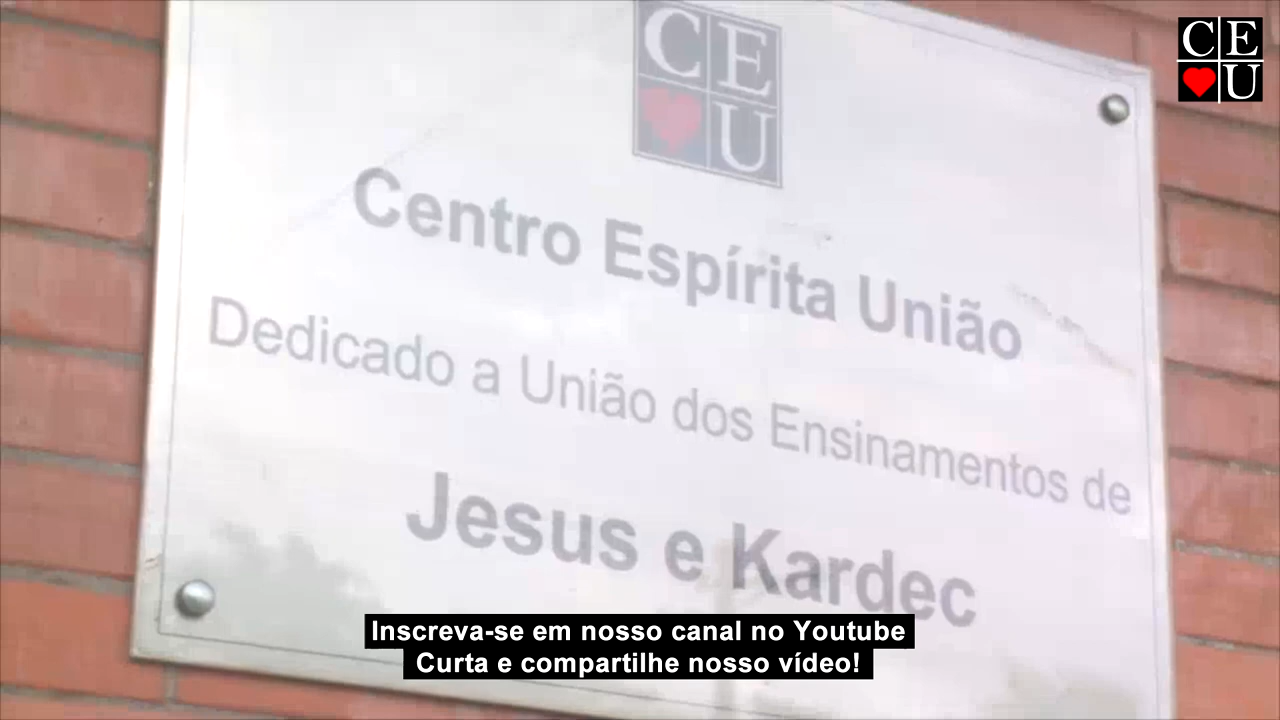 CE
U
CE
U
Centro Espírita União
Dedicado a União dos Ensinamentos de
Jesus e Kardec
Inscreva-se em nosso canal no Youtube
Curta e compartilhe nosso vídeo!